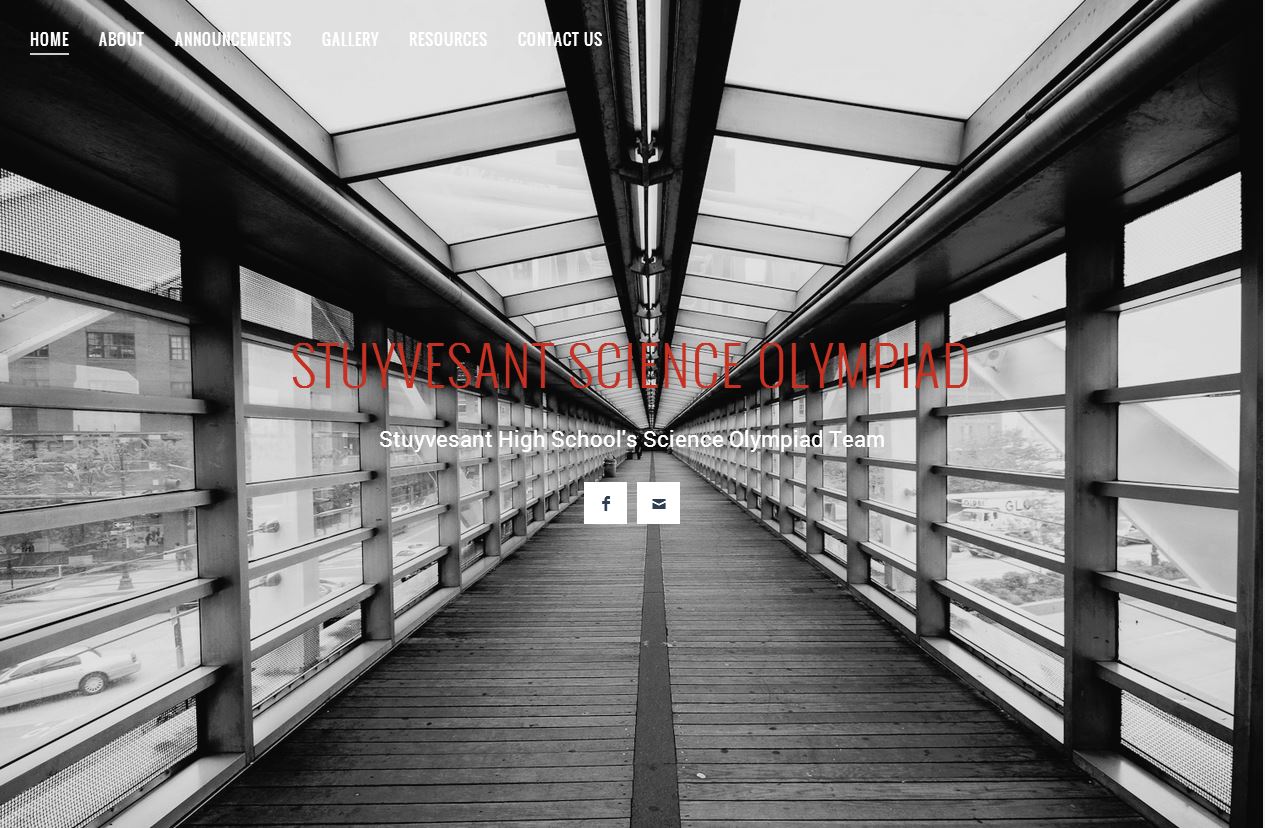 HOME ABOUT ANNOUNCEMENTS GALLERY RESOURCES CONTACT US
STUYVESANT SCIENCE OLYMPIAD
Stuyvesant High School's Science Olympiad Team